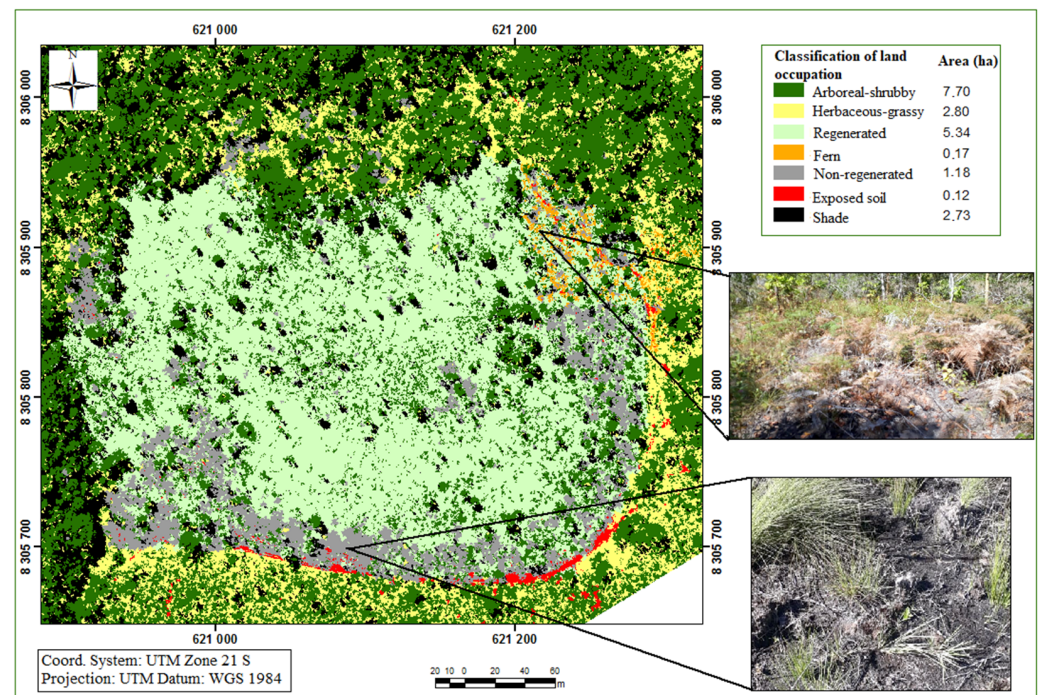 621 000
621 200
N
8 306 000
8 305 900
8 305 800
8 305 700
8 306 000
8 305 900
8 305 800
8 305 700
621 000
621 200
Classification of land
occupation
Area (ha)
Arboreal-shrubby 7.70
Herbaceous-grassy 2.80
Regenerated 5.34
Fern 0.17
Non-regenerated 1.18
Exposed soil 0.12
Shade 2.73
Coord. System: UTM Zone 21 S
Projection: UTM Datum: WGS 1984
20 10 0 20 40 60
m